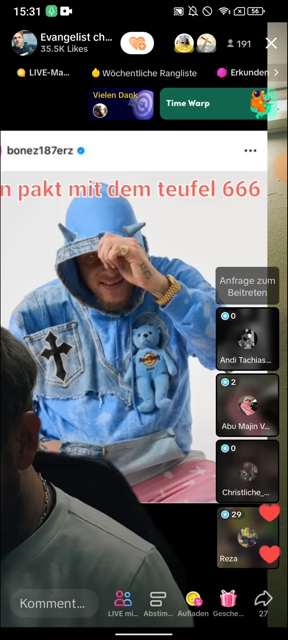 15:31
56
Evangelist ch...
35.5K Likes
191
LIVE-Ma...
Wöchentliche Rangliste
Erkunden
Vielen Dank
Time Warp
bonez187erz
n pakt mit dem teufel 666
Anfrage zum
Beitreten
0
Andi Tachias...
2
Abu Majin V...
0
Christliche_...
29
Reza
Komment...
LIVE mi...
Abstim...
Aufladen
Gesche...
27